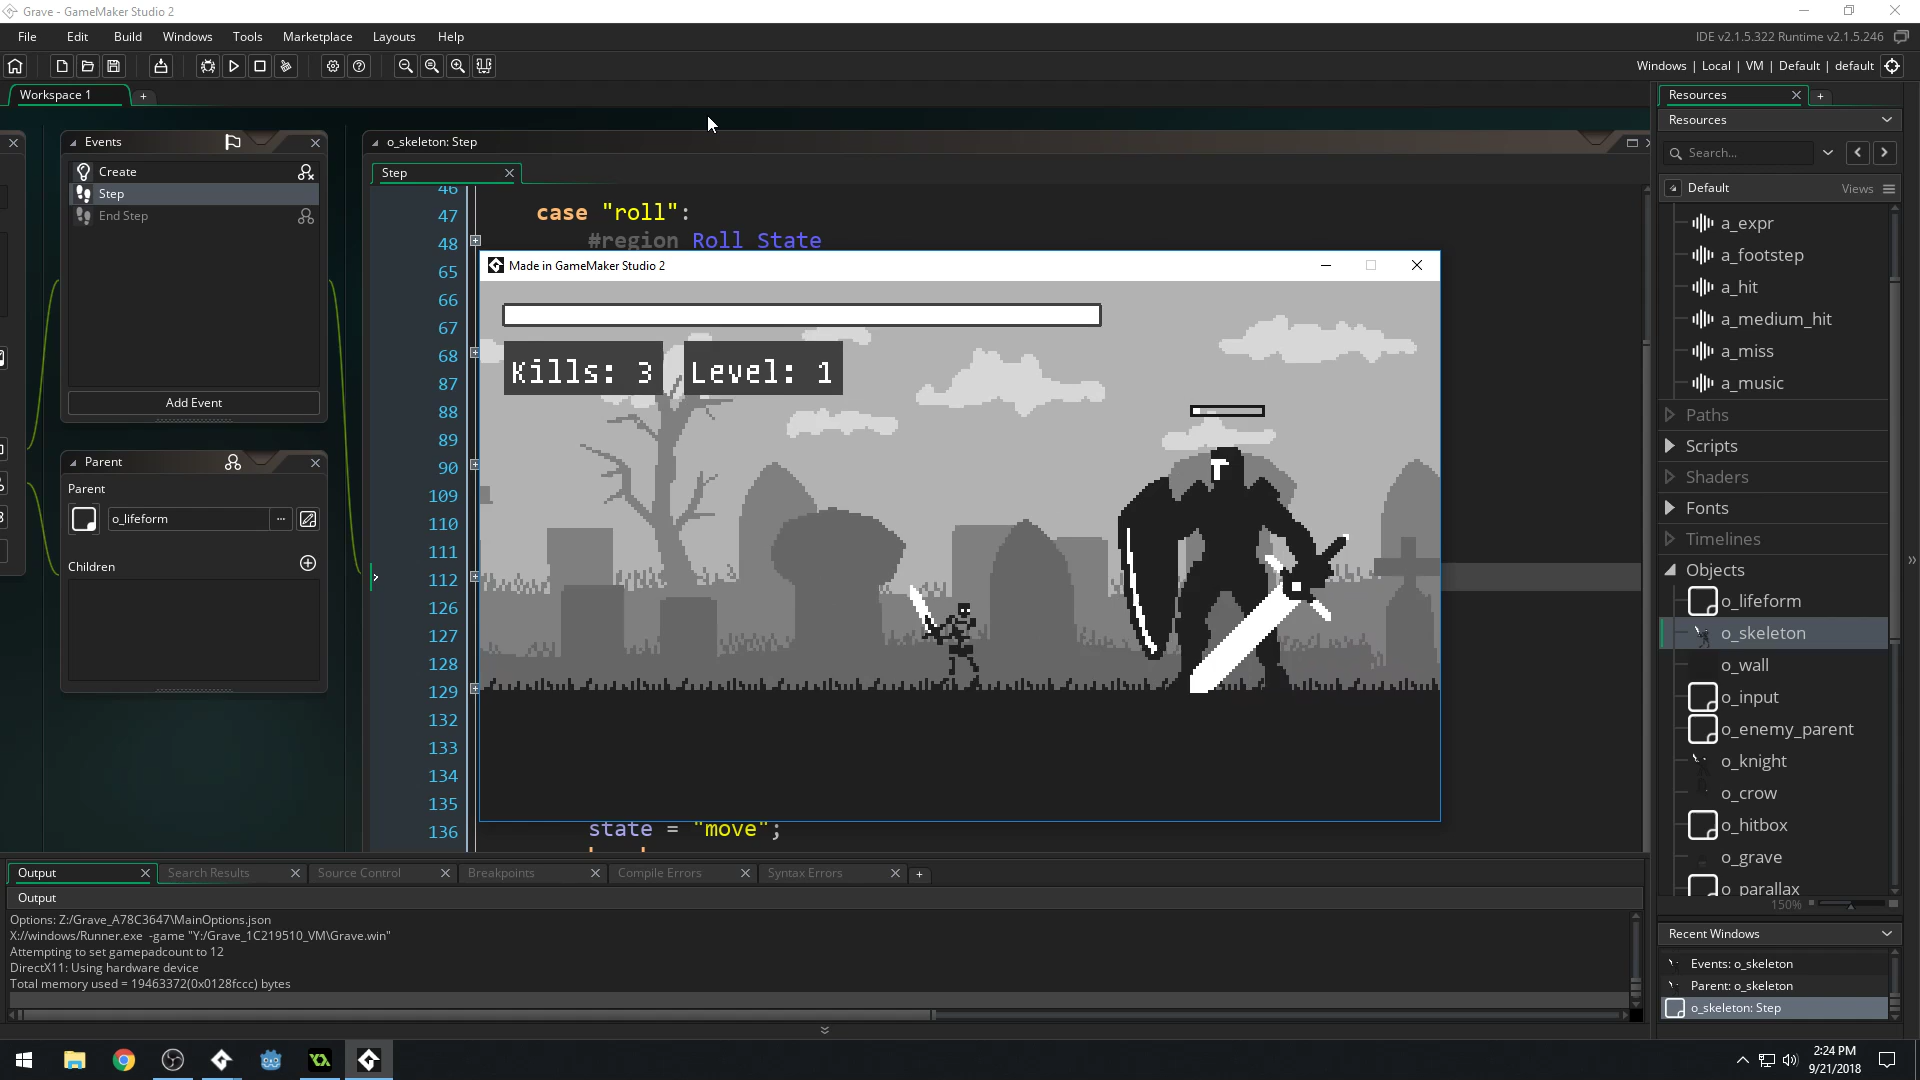 Grave - GameMaker Studio 2
File Edit Build Windows Tools Marketplace Layouts Help
IDE v2.1.5.322 Runtime v2.1.5.246
Windows | Local | VM | Default | default
Workspace 1
Events
Create
Step
End Step
Add Event
Parent
Parent
o_lifeform
...
Children
o_skeleton: Step
Step
46
47 case "roll":
48 #region Roll State
65
66
67
68
87
88
89
90
109
110
111
112
126
127
128
129
132
133
134
135
136 state = "move";
Made in GameMaker Studio 2
Kills: 3
Level: 1
Output
Search Results
Source Control
Breakpoints
Compile Errors
Syntax Errors
Output
Options: Z:/Grave_A78C3647\MainOptions.json
X://windows/Runner.exe -game "Y:/Grave_1C219510_VM\Grave.win"
Attempting to set gamepadcount to 12
DirectX11: Using hardware device
Total memory used = 19463372(0x0128fccc) bytes
Resources
Resources
Search...
Default
Views
a_expr
a_footstep
a_hit
a_medium_hit
a_miss
a_music
Paths
Scripts
Shaders
Fonts
Timelines
Objects
o_lifeform
o_skeleton
o_wall
o_input
o_enemy_parent
o_knight
o_crow
o_hitbox
o_grave
o_parallax
150%
Recent Windows
Events: o_skeleton
Parent: o_skeleton
o_skeleton: Step
2:24 PM
9/21/2018